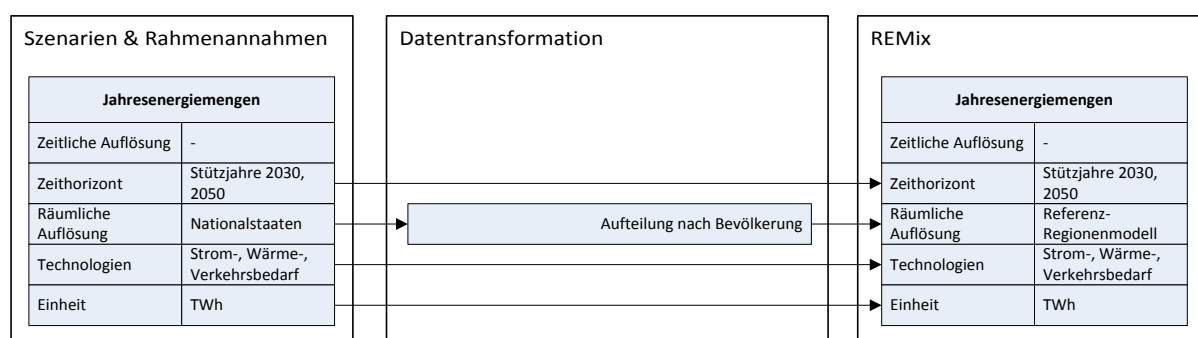 Szenarien & Rahmenannahmen
Jahresenergiemengen
Zeitliche Auflösung -
Zeithorizont Stützjahre 2030,
2050
Räumliche
Auflösung Nationalstaaten
Technologien Strom-, Wärme-,
Verkehrsbedarf
Einheit TWh
Datentransformation
Aufteilung nach Bevölkerung
REMix
Jahresenergiemengen
Zeitliche Auflösung -
Zeithorizont Stützjahre 2030,
2050
Räumliche Referenz-
Auflösung Regionenmodell
Technologien Strom-, Wärme-,
Verkehrsbedarf
Einheit TWh